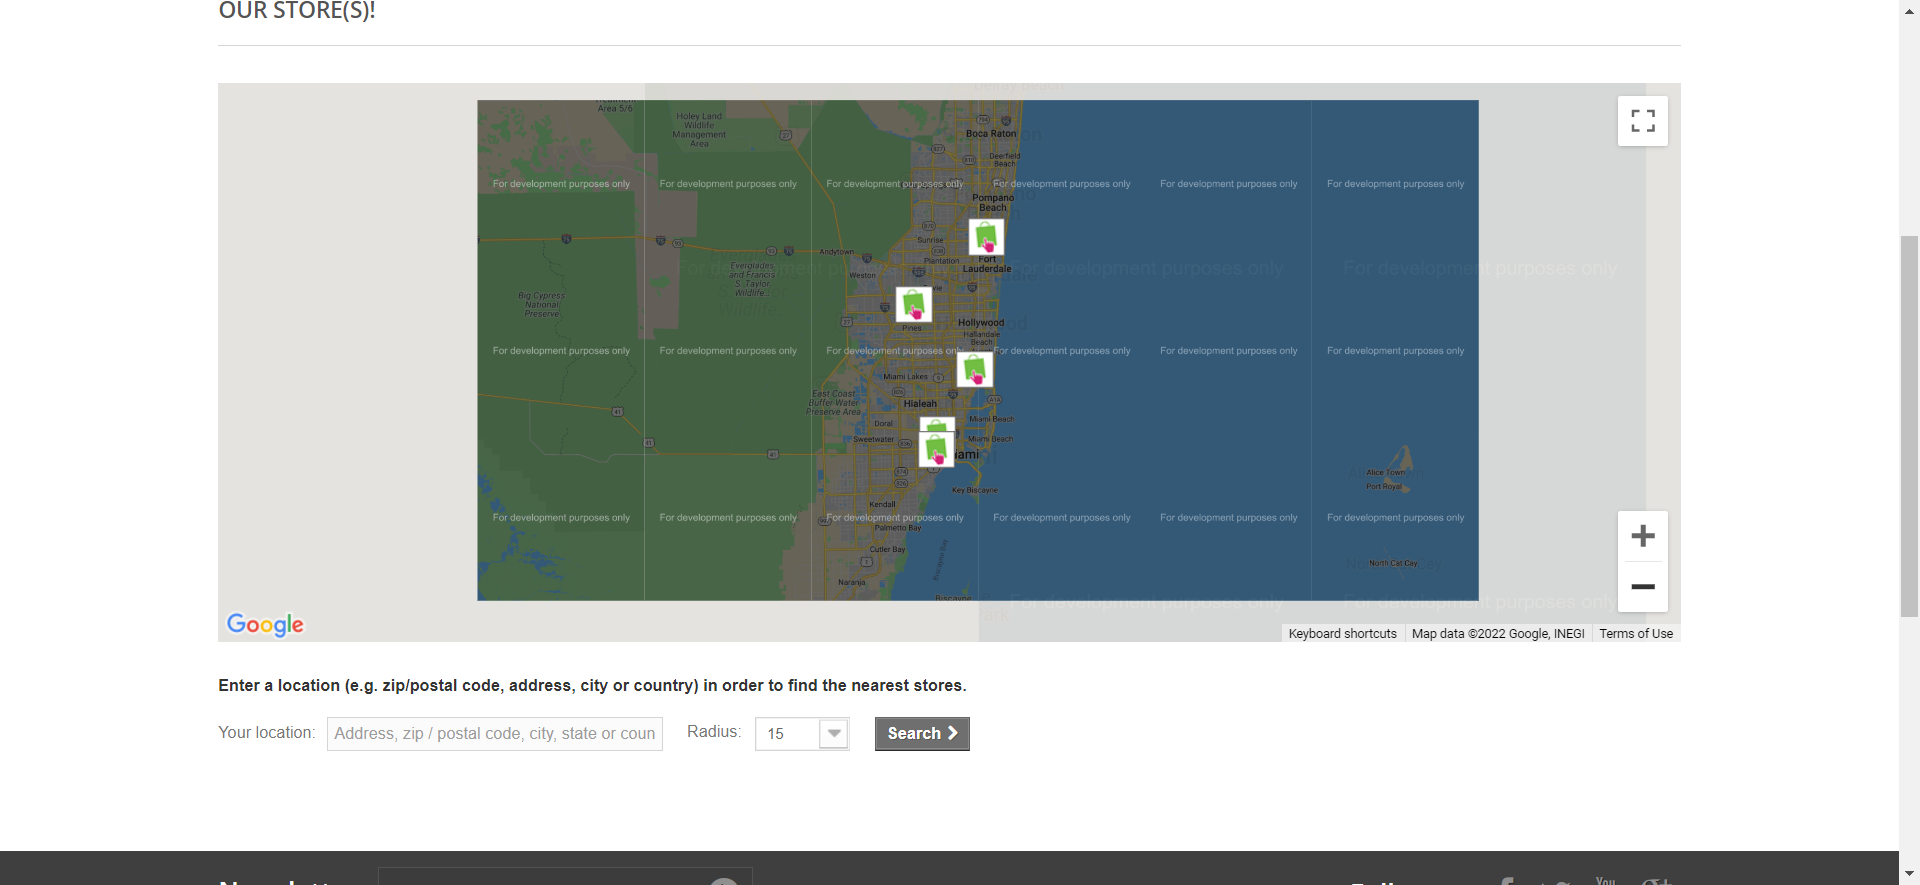 OUR STORE(S)!
Delray Beach
Area 5/6
Holey Land
Wildlife
Management
Area
Boca Raton
Deerfield
Beach
For development purposes only
For development purposes only
For development purposes only
For development purposes only
For development purposes only
For development purposes only
Pompano
Beach
Sunrise
Andytown
Plantation
Weston
Fort
Lauderdale
Everglades
and Francis
S. Taylor
Wildlife...
For development purposes only
For development purposes only
For development purposes only
Big Cypress
National
Preserve
Pines
Hollywood
Hallandale
Beach
For development purposes only
For development purposes only
For development purposes only
For development purposes only
For development purposes only
For development purposes only
Miami Lakes
East Coast
Buffer Water
Preserve Area
Hialeah
Doral
Miami Beach
Sweetwater
Miami Beach
iami
Alice Town
Port Royal
Key Biscayne
Kendall
For development purposes only
For development purposes only
For development purposes only
For development purposes only
For development purposes only
For development purposes only
Palmetto Bay
Cutler Bay
Biscayne Bay
North Cat Cay
Naranja
Biscayne
For development purposes only
For development purposes only
Google
Keyboard shortcuts
Map data ©2022 Google, INEGI
Terms of Use
Enter a location (e.g. zip/postal code, address, city or country) in order to find the nearest stores.
Your location: Address, zip / postal code, city, state or coun Radius: 15 Search
You